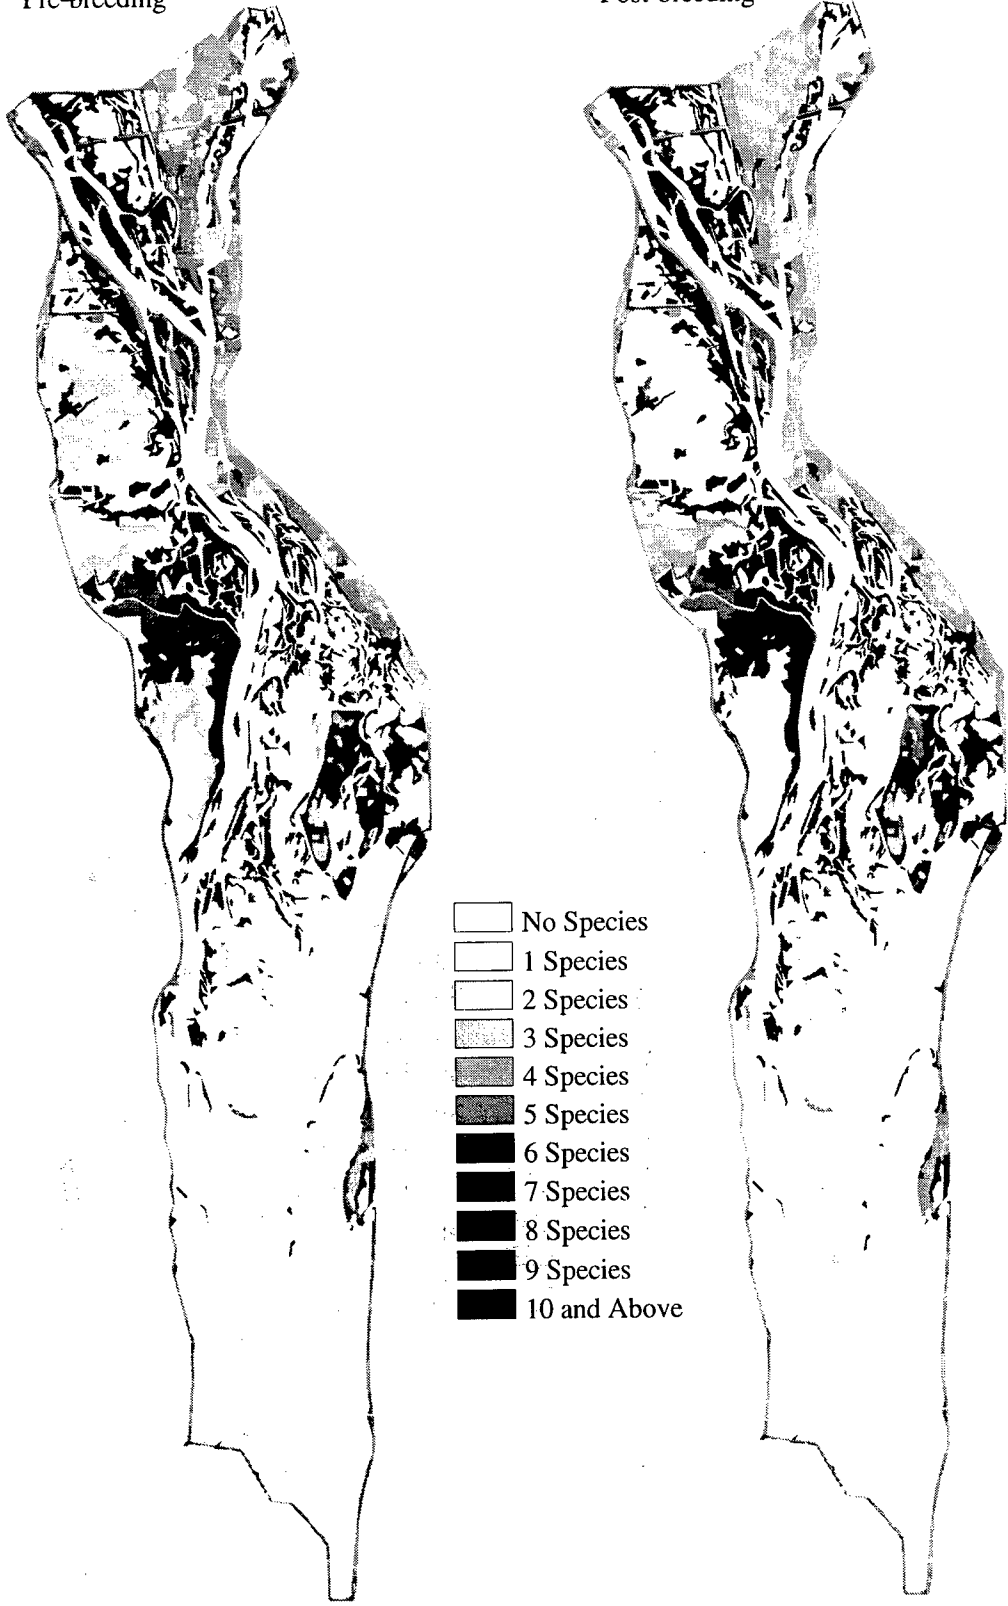 Pre-breeding
Post-breeding
No Species
1 Species
2 Species
3 Species
4 Species
5 Species
6 Species
7 Species
8 Species
9 Species
10 and Above